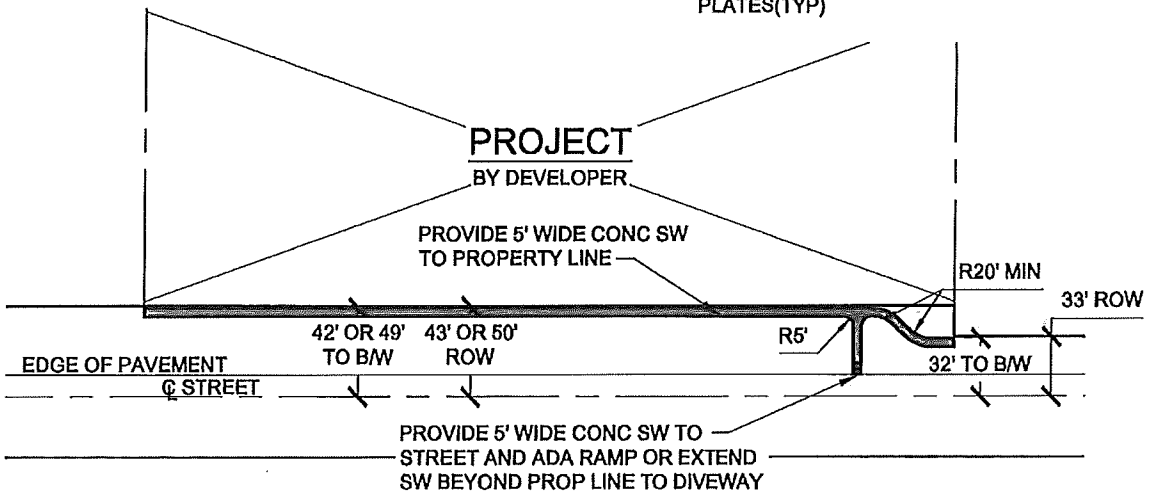 PLATES(TYP)
PROJECT
BY DEVELOPER
PROVIDE 5' WIDE CONC SW
TO PROPERTY LINE
R20' MIN
33' ROW
42' OR 49'
TO B/W
43' OR 50'
ROW
R5'
32' TO B/W
EDGE OF PAVEMENT
℄ STREET
PROVIDE 5' WIDE CONC SW TO
STREET AND ADA RAMP OR EXTEND
SW BEYOND PROP LINE TO DIVEWAY